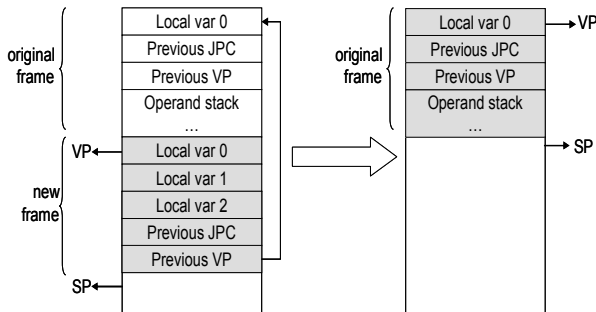 original
frame
Local var 0
Previous JPC
Previous VP
Operand stack
...
VP
new
frame
Local var 0
Local var 1
Local var 2
Previous JPC
Previous VP
SP
original
frame
Local var 0
Previous JPC
Previous VP
Operand stack
...
VP
SP